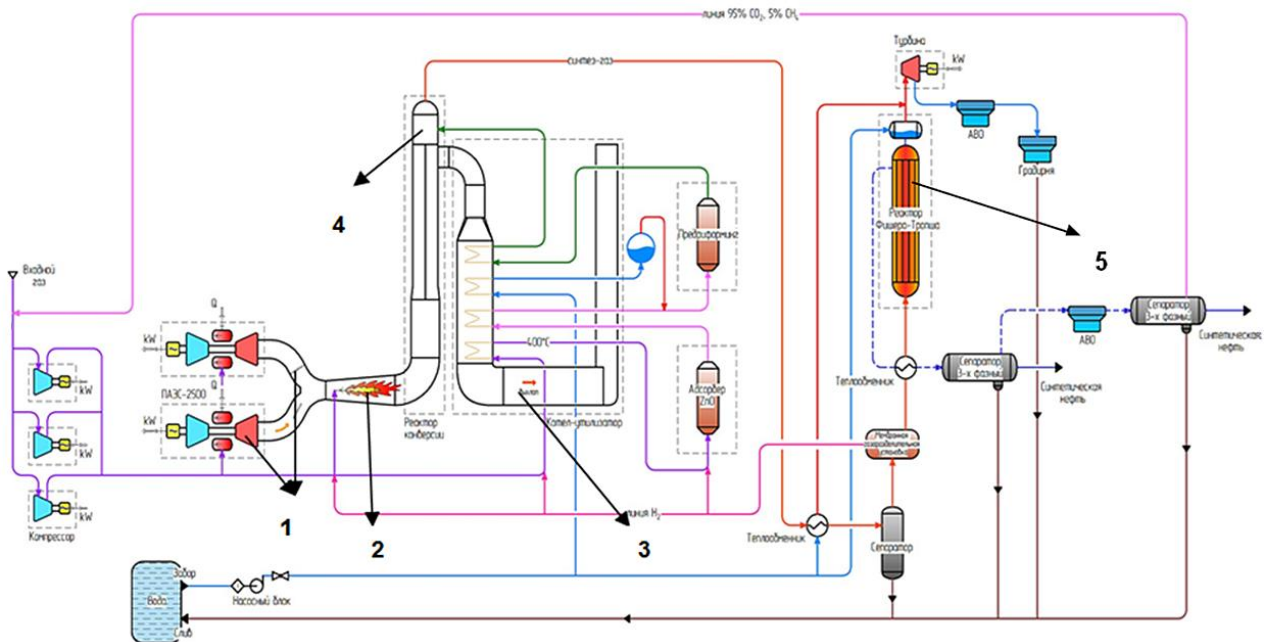 линия 95% CO₂, 5% CH₄
Турбина
kW
синтез-газ
АВО
Градирня
4
Предриформинг
Реактор
Фишера-Тропша
5
Входной
газ
Q
kW
Сепаратор
3-х фазный
АВО
Синтетическая
нефть
400°C
kW
ПАЭС-2500
Q
Теплообменник
Сепаратор
3-х фазный
Синтетическая
нефть
Адсорбер
ZnO
kW
Реактор
конверсии
Котел-утилизатор
Выхлоп
kW
Мембранная
газоразделительная
установка
kW
Компрессор
1
2
3
линия H₂
Теплообменник
Сепаратор
Забор
Вода
Насосный блок
Слив